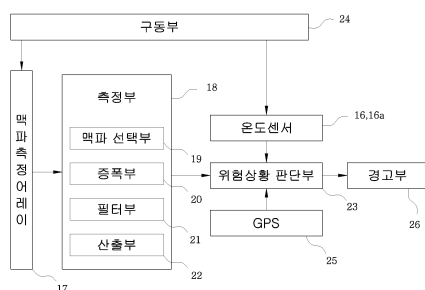 구동부
24
맥파측정어레이
17
측정부
18
맥파 선택부
19
증폭부
20
필터부
21
산출부
22
온도센서
16,16a
위험상황 판단부
23
경고부
26
GPS
25